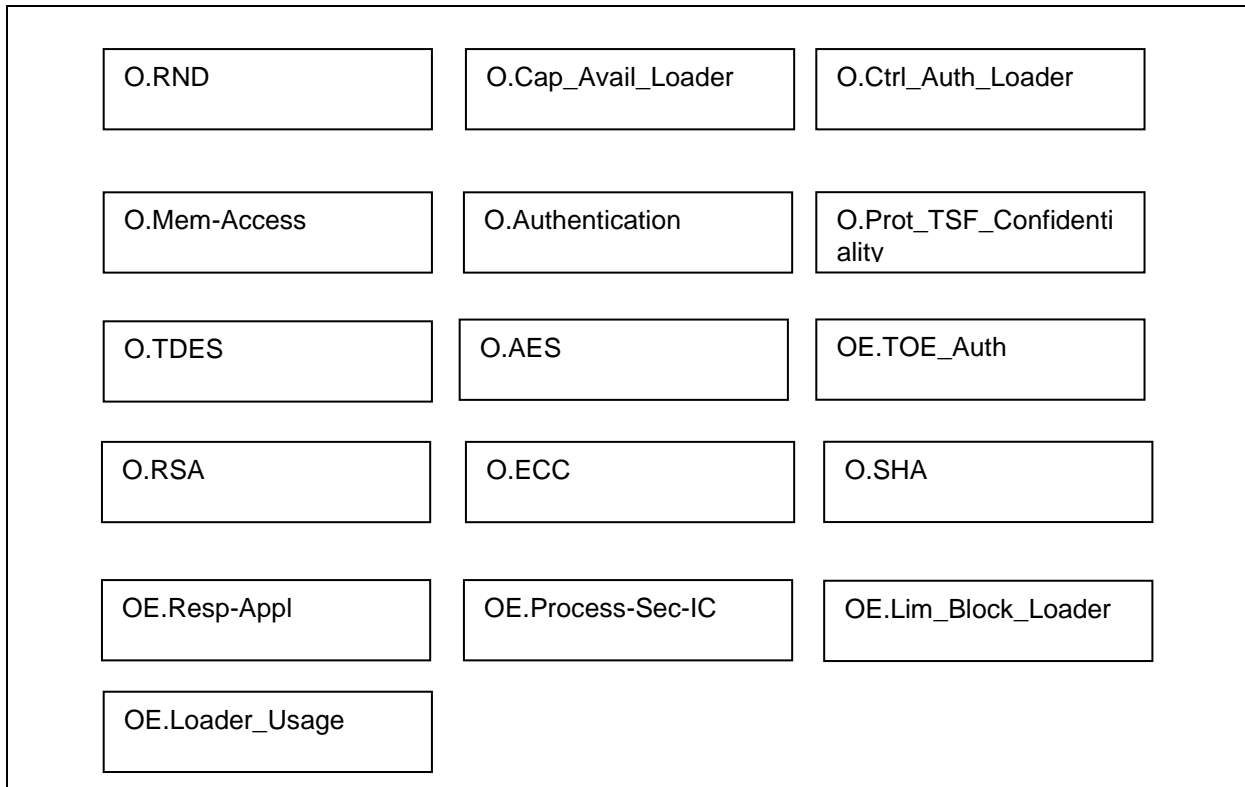 O.RND
O.Cap_Avail_Loader
O.Ctrl_Auth_Loader
O.Mem-Access
O.Authentication
O.Prot_TSF_Confidenti
ality
O.TDES
O.AES
OE.TOE_Auth
O.RSA
O.ECC
O.SHA
OE.Resp-Appl
OE.Process-Sec-IC
OE.Lim_Block_Loader
OE.Loader_Usage